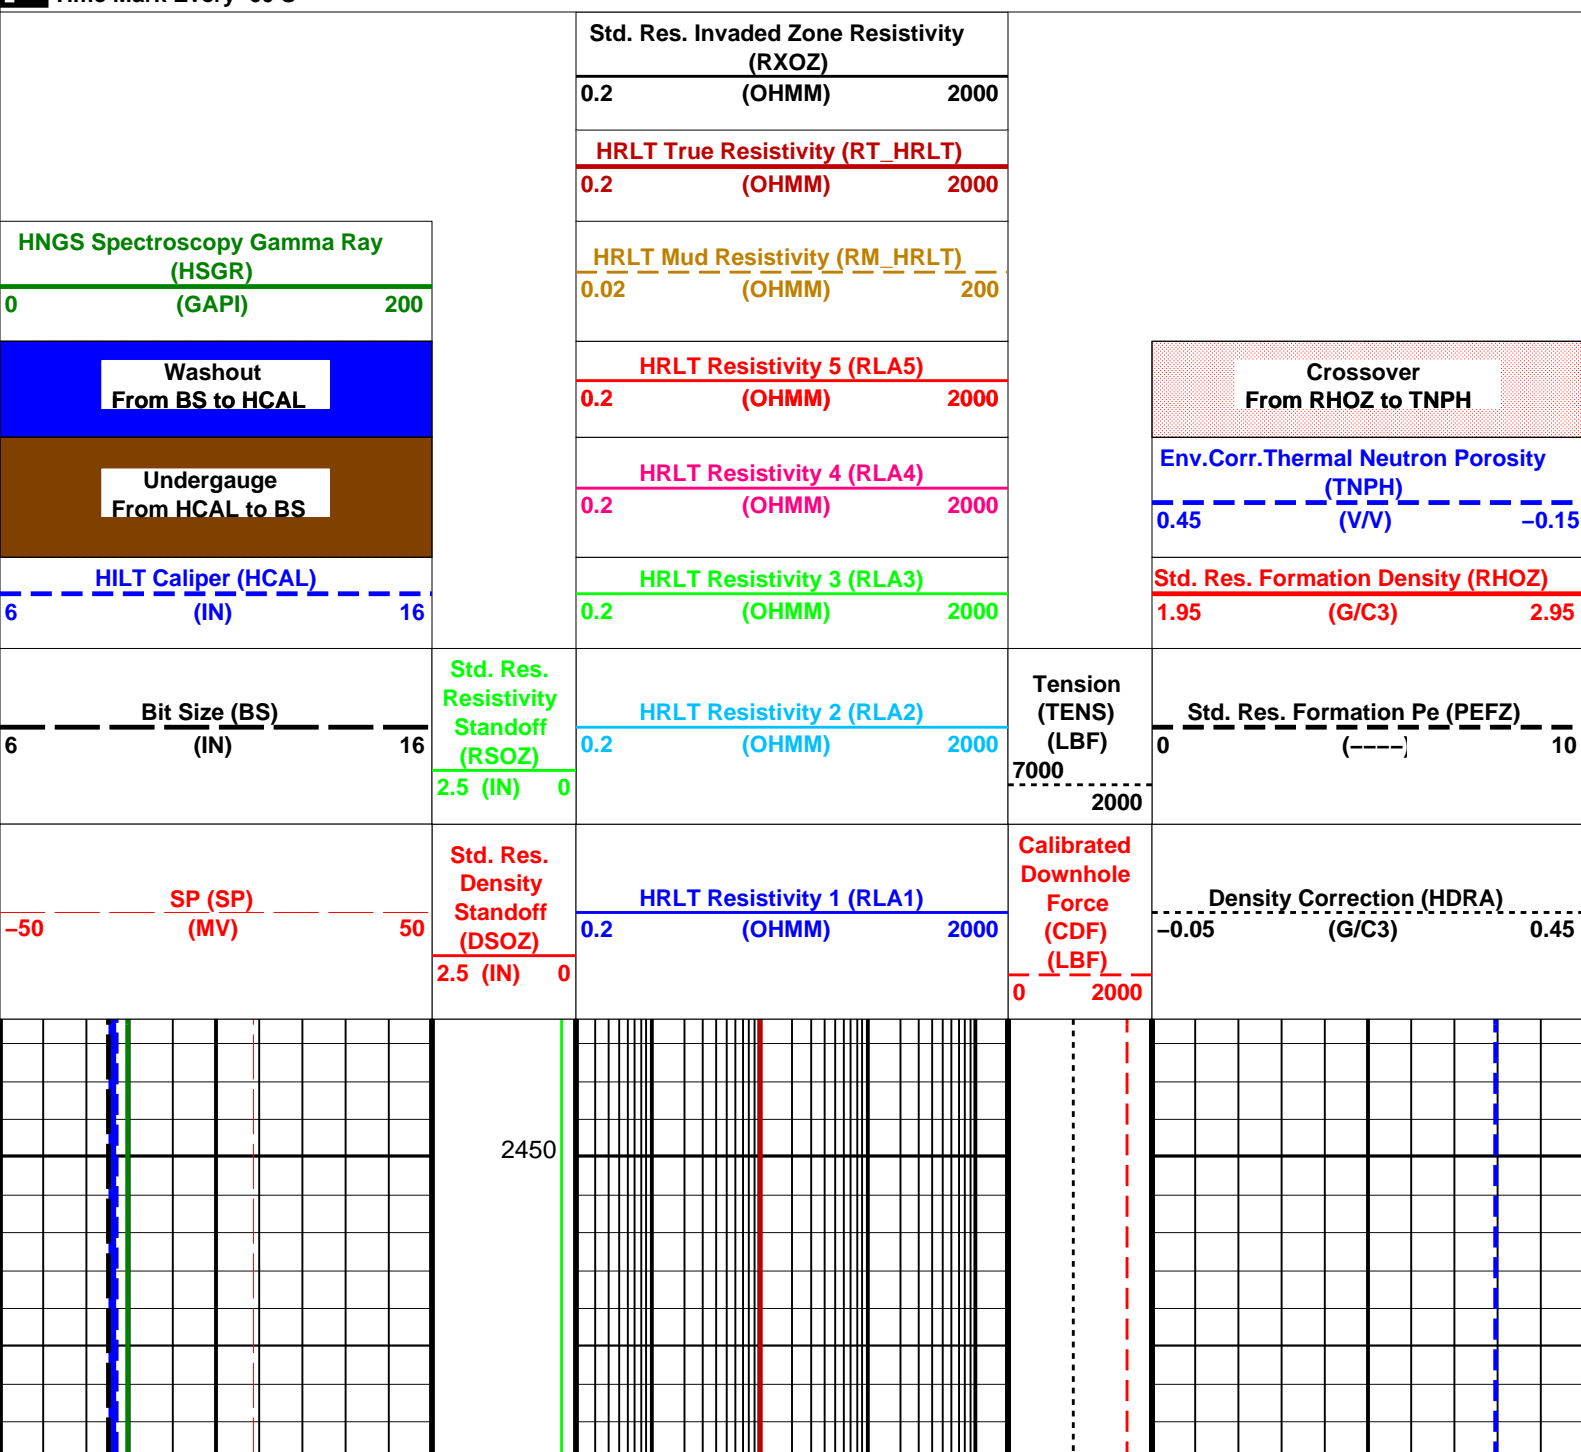 Std. Res. Invaded Zone Resistivity
(RXOZ)
0.2 (OHMM) 2000
HRLT True Resistivity (RT_HRLT)
0.2 (OHMM) 2000
HNGS Spectroscopy Gamma Ray
(HSGR)
0 (GAPI) 200
HRLT Mud Resistivity (RM_HRLT)
0.02 (OHMM) 200
Washout
From BS to HCAL
HRLT Resistivity 5 (RLA5)
0.2 (OHMM) 2000
Crossover
From RHOZ to TNPH
Undergauge
From HCAL to BS
HRLT Resistivity 4 (RLA4)
0.2 (OHMM) 2000
Env.Corr.Thermal Neutron Porosity
(TNPH)
0.45 (V/V) −0.15
HILT Caliper (HCAL)
6 (IN) 16
HRLT Resistivity 3 (RLA3)
0.2 (OHMM) 2000
Std. Res. Formation Density (RHOZ)
1.95 (G/C3) 2.95
Bit Size (BS)
6 (IN) 16
Std. Res.
Resistivity
Standoff
(RSOZ)
2.5 (IN) 0
HRLT Resistivity 2 (RLA2)
0.2 (OHMM) 2000
Tension
(TENS)
(LBF)
7000
2000
Std. Res. Formation Pe (PEFZ)
0 (−−−−) 10
SP (SP)
−50 (MV) 50
Std. Res.
Density
Standoff
(DSOZ)
2.5 (IN) 0
HRLT Resistivity 1 (RLA1)
0.2 (OHMM) 2000
Calibrated
Downhole
Force
(CDF)
(LBF)
0 2000
Density Correction (HDRA)
−0.05 (G/C3) 0.45
2450